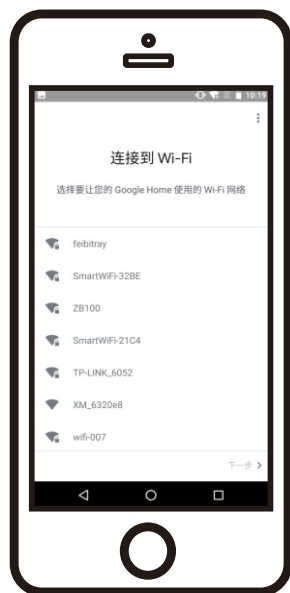 10:19
连接到 Wi-Fi
选择要让您的 Google Home 使用的 Wi-Fi 网络
feibitray
SmartWiFi-32BE
ZB100
SmartWiFi-21C4
TP-LINK_6052
XM_6320e8
wifi-007
下一步